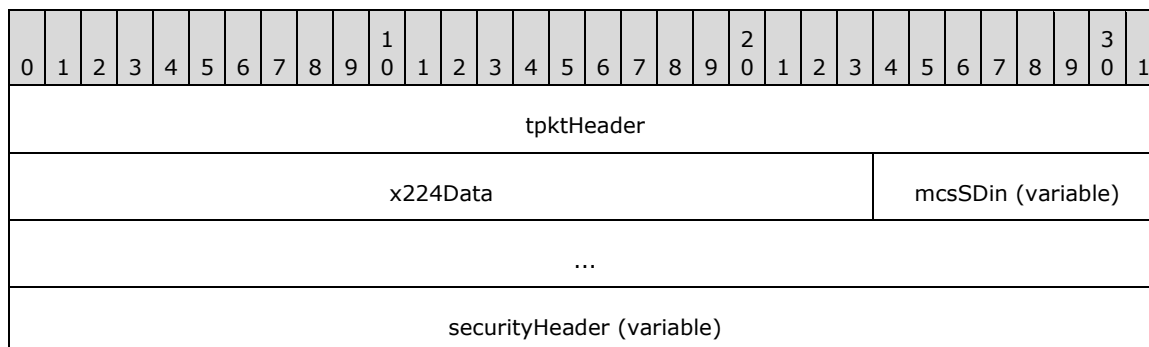 1 2 3
0 1 2 3 4 5 6 7 8 9 0 1 2 3 4 5 6 7 8 9 0 1 2 3 4 5 6 7 8 9 0 1
tpktHeader
x224Data mcsSDin (variable)
...
securityHeader (variable)